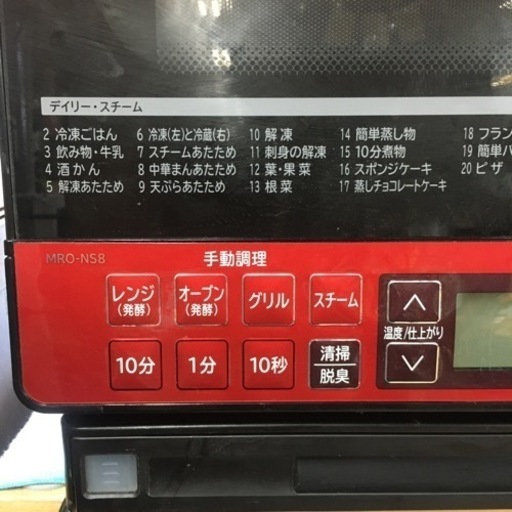 デイリー・スチーム
2 冷凍ごはん
3 飲み物・牛乳
4 酒かん
5 解凍あたため
6 冷凍(左)と冷蔵(右)
7 スチームあたため
8 中華まんあたため
9 天ぷらあたため
10 解凍
11 刺身の解凍
12 葉・果菜
13 根菜
14 簡単蒸し物
15 10分煮物
16 スポンジケーキ
17 蒸しチョコレートケーキ
18 フラン
19 簡単パ
20 ピザ
MRO-NS8
手動調理
レンジ
(発酵)
オーブン
(発酵)
グリル
スチーム
温度/仕上がり
10分
1分
10秒
清掃
脱臭